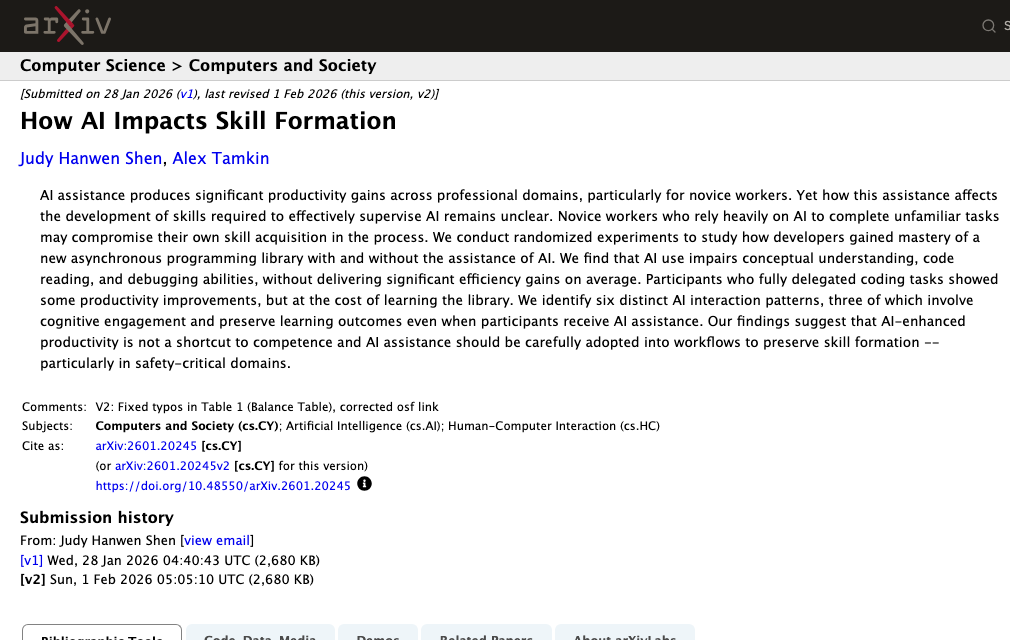 arXiv
S
Computer Science > Computers and Society
[Submitted on 28 Jan 2026 (v1), last revised 1 Feb 2026 (this version, v2)]
How AI Impacts Skill Formation
Judy Hanwen Shen, Alex Tamkin
AI assistance produces significant productivity gains across professional domains, particularly for novice workers. Yet how this assistance affects
the development of skills required to effectively supervise AI remains unclear. Novice workers who rely heavily on AI to complete unfamiliar tasks
may compromise their own skill acquisition in the process. We conduct randomized experiments to study how developers gained mastery of a
new asynchronous programming library with and without the assistance of AI. We find that AI use impairs conceptual understanding, code
reading, and debugging abilities, without delivering significant efficiency gains on average. Participants who fully delegated coding tasks showed
some productivity improvements, but at the cost of learning the library. We identify six distinct AI interaction patterns, three of which involve
cognitive engagement and preserve learning outcomes even when participants receive AI assistance. Our findings suggest that AI-enhanced
productivity is not a shortcut to competence and AI assistance should be carefully adopted into workflows to preserve skill formation --
particularly in safety-critical domains.
Comments: V2: Fixed typos in Table 1 (Balance Table), corrected osf link
Subjects: Computers and Society (cs.CY); Artificial Intelligence (cs.AI); Human-Computer Interaction (cs.HC)
Cite as: arXiv:2601.20245 [cs.CY]
(or arXiv:2601.20245v2 [cs.CY] for this version)
https://doi.org/10.48550/arXiv.2601.20245
Submission history
From: Judy Hanwen Shen [view email]
[v1] Wed, 28 Jan 2026 04:40:43 UTC (2,680 KB)
[v2] Sun, 1 Feb 2026 05:05:10 UTC (2,680 KB)
Bibliographic Tools Code, Data, Media Demos Related Papers About arXivLabs